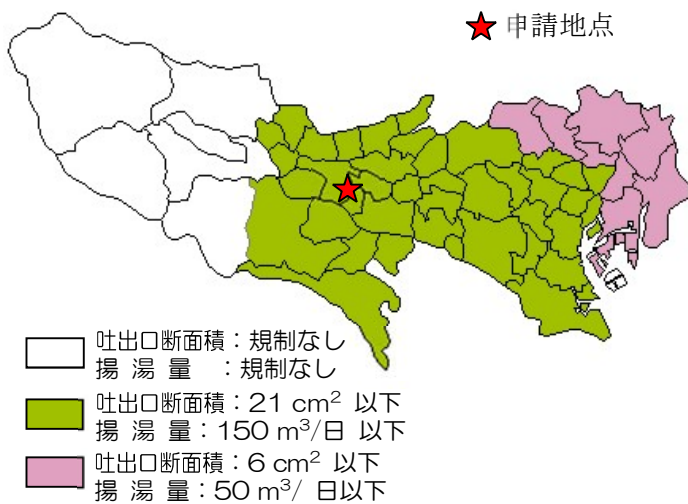 申請地点
吐出口断面積：規制なし
揚 湯 量 ：規制なし
吐出口断面積：21 cm² 以下
揚 湯 量：150 m³/日 以下
吐出口断面積：6 cm² 以下
揚 湯 量：50 m³/ 日以下